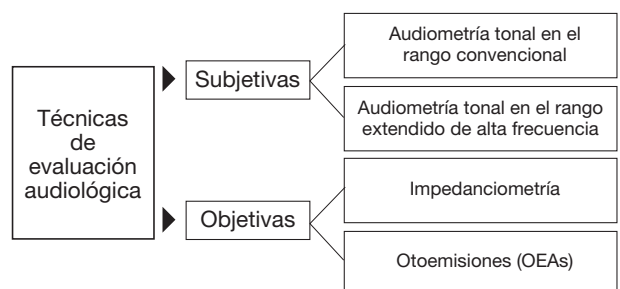 Técnicas
de
evaluación
audiológica
Subjetivas
Audiometría tonal en el
rango convencional
Audiometría tonal en el rango
extendido de alta frecuencia
Objetivas
Impedanciometría
Otoemisiones (OEAs)